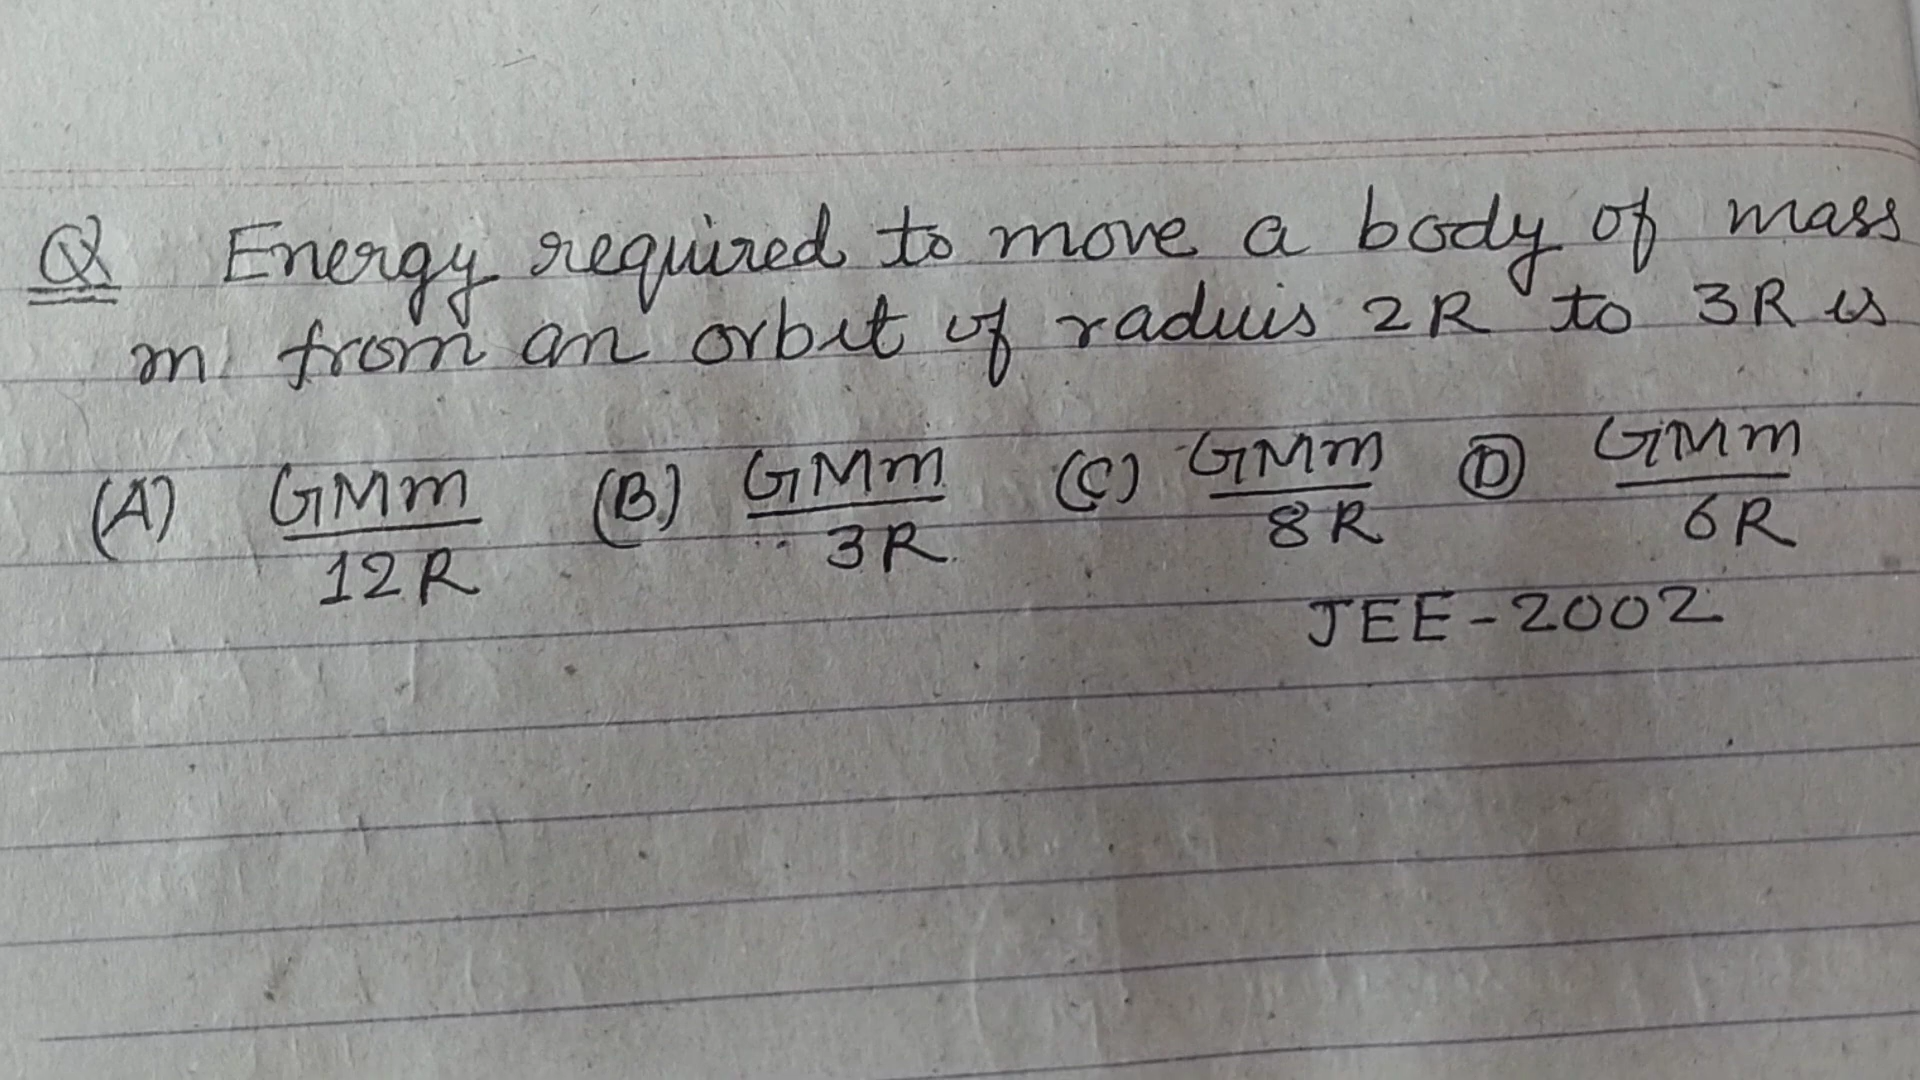 Q Energy required to move a body of mass
m from an orbit of raduis 2R to 3R is
(A) GMm/12R (B) GMm/3R (C) GMm/8R (D) GMm/6R
JEE-2002